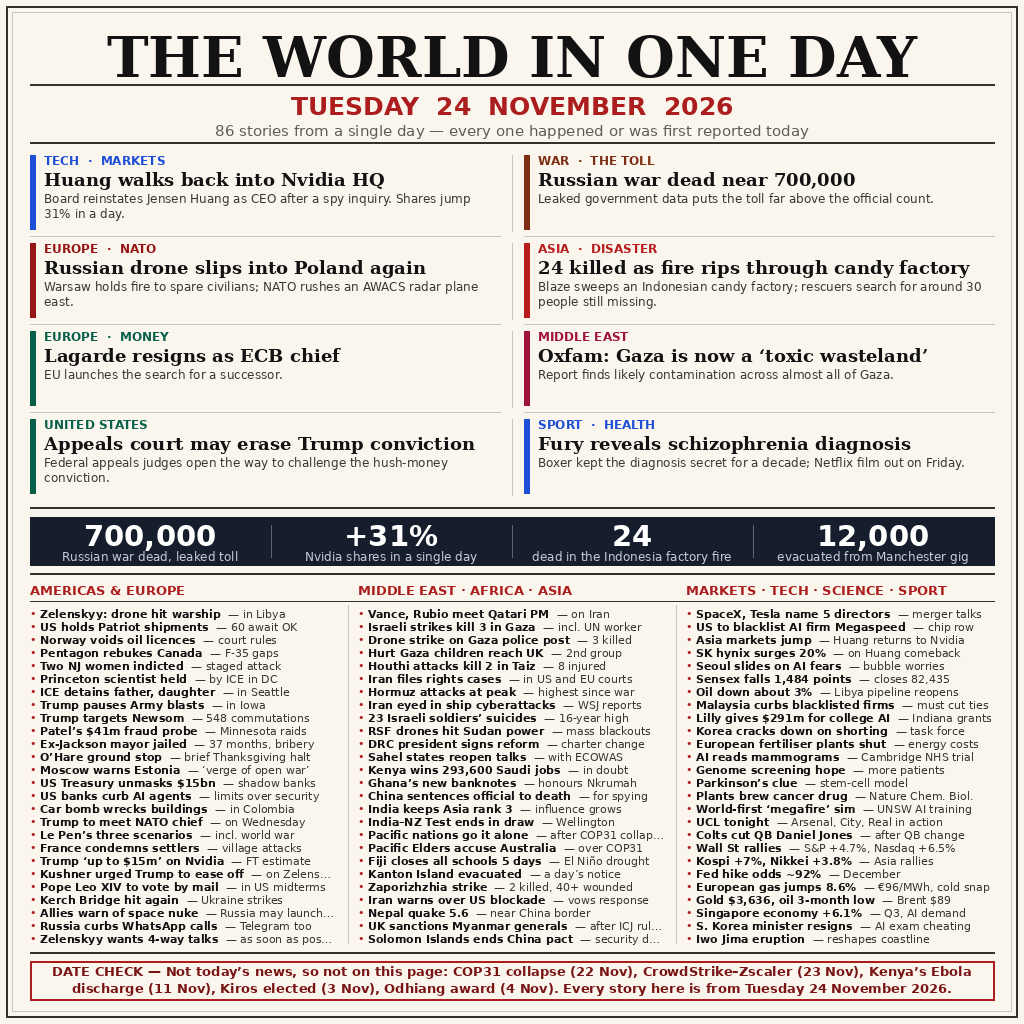 THE WORLD IN ONE DAY
TUESDAY 24 NOVEMBER 2026
86 stories from a single day — every one happened or was first reported today
TECH · MARKETS
Huang walks back into Nvidia HQ
Board reinstates Jensen Huang as CEO after a spy inquiry. Shares jump
31% in a day.
WAR · THE TOLL
Russian war dead near 700,000
Leaked government data puts the toll far above the official count.
EUROPE · NATO
Russian drone slips into Poland again
Warsaw holds fire to spare civilians; NATO rushes an AWACS radar plane
east.
ASIA · DISASTER
24 killed as fire rips through candy factory
Blaze sweeps an Indonesian candy factory; rescuers search for around 30
people still missing.
EUROPE · MONEY
Lagarde resigns as ECB chief
EU launches the search for a successor.
MIDDLE EAST
Oxfam: Gaza is now a ‘toxic wasteland’
Report finds likely contamination across almost all of Gaza.
UNITED STATES
Appeals court may erase Trump conviction
Federal appeals judges open the way to challenge the hush-money
conviction.
SPORT · HEALTH
Fury reveals schizophrenia diagnosis
Boxer kept the diagnosis secret for a decade; Netflix film out on Friday.
700,000
Russian war dead, leaked toll
+31%
Nvidia shares in a single day
24
dead in the Indonesia factory fire
12,000
evacuated from Manchester gig
AMERICAS & EUROPE
• Zelenskyy: drone hit warship — in Libya
• US holds Patriot shipments — 60 await OK
• Norway voids oil licences — court rules
• Pentagon rebukes Canada — F-35 gaps
• Two NJ women indicted — staged attack
• Princeton scientist held — by ICE in DC
• ICE detains father, daughter — in Seattle
• Trump pauses Army blasts — in Iowa
• Trump targets Newsom — 548 commutations
• Patel’s $41m fraud probe — Minnesota raids
• Ex-Jackson mayor jailed — 37 months, bribery
• O’Hare ground stop — brief Thanksgiving halt
• Moscow warns Estonia — ‘verge of open war’
• US Treasury unmasks $15bn — shadow banks
• US banks curb AI agents — limits over security
• Car bomb wrecks buildings — in Colombia
• Trump to meet NATO chief — on Wednesday
• Le Pen’s three scenarios — incl. world war
• France condemns settlers — village attacks
• Trump ‘up to $15m’ on Nvidia — FT estimate
• Kushner urged Trump to ease off — on Zelens...
• Pope Leo XIV to vote by mail — in US midterms
• Kerch Bridge hit again — Ukraine strikes
• Allies warn of space nuke — Russia may launch...
• Russia curbs WhatsApp calls — Telegram too
• Zelenskyy wants 4-way talks — as soon as pos...
MIDDLE EAST · AFRICA · ASIA
• Vance, Rubio meet Qatari PM — on Iran
• Israeli strikes kill 3 in Gaza — incl. UN worker
• Drone strike on Gaza police post — 3 killed
• Hurt Gaza children reach UK — 2nd group
• Houthi attacks kill 2 in Taiz — 8 injured
• Iran files rights cases — in US and EU courts
• Hormuz attacks at peak — highest since war
• Iran eyed in ship cyberattacks — WSJ reports
• 23 Israeli soldiers’ suicides — 16-year high
• RSF drones hit Sudan power — mass blackouts
• DRC president signs reform — charter change
• Sahel states reopen talks — with ECOWAS
• Kenya wins 293,600 Saudi jobs — in doubt
• Ghana’s new banknotes — honours Nkrumah
• China sentences official to death — for spying
• India keeps Asia rank 3 — influence grows
• India–NZ Test ends in draw — Wellington
• Pacific nations go it alone — after COP31 collap...
• Pacific Elders accuse Australia — over COP31
• Fiji closes all schools 5 days — El Niño drought
• Kanton Island evacuated — a day’s notice
• Zaporizhzhia strike — 2 killed, 40+ wounded
• Iran warns over US blockade — vows response
• Nepal quake 5.6 — near China border
• UK sanctions Myanmar generals — after ICJ rul...
• Solomon Islands ends China pact — security d...
MARKETS · TECH · SCIENCE · SPORT
• SpaceX, Tesla name 5 directors — merger talks
• US to blacklist AI firm Megaspeed — chip row
• Asia markets jump — Huang returns to Nvidia
• SK hynix surges 20% — on Huang comeback
• Seoul slides on AI fears — bubble worries
• Sensex falls 1,484 points — closes 82,435
• Oil down about 3% — Libya pipeline reopens
• Malaysia curbs blacklisted firms — must cut ties
• Lilly gives $291m for college AI — Indiana grants
• Korea cracks down on shorting — task force
• European fertiliser plants shut — energy costs
• AI reads mammograms — Cambridge NHS trial
• Genome screening hope — more patients
• Parkinson’s clue — stem-cell model
• Plants brew cancer drug — Nature Chem. Biol.
• World-first ‘megafire’ sim — UNSW AI training
• UCL tonight — Arsenal, City, Real in action
• Colts cut QB Daniel Jones — after QB change
• Wall St rallies — S&P +4.7%, Nasdaq +6.5%
• Kospi +7%, Nikkei +3.8% — Asia rallies
• Fed hike odds ~92% — December
• European gas jumps 8.6% — €96/MWh, cold snap
• Gold $3,636, oil 3-month low — Brent $89
• Singapore economy +6.1% — Q3, AI demand
• S. Korea minister resigns — AI exam cheating
• Iwo Jima eruption — reshapes coastline
DATE CHECK — Not today’s news, so not on this page: COP31 collapse (22 Nov), CrowdStrike–Zscaler (23 Nov), Kenya’s Ebola
discharge (11 Nov), Kiros elected (3 Nov), Odhiang award (4 Nov). Every story here is from Tuesday 24 November 2026.